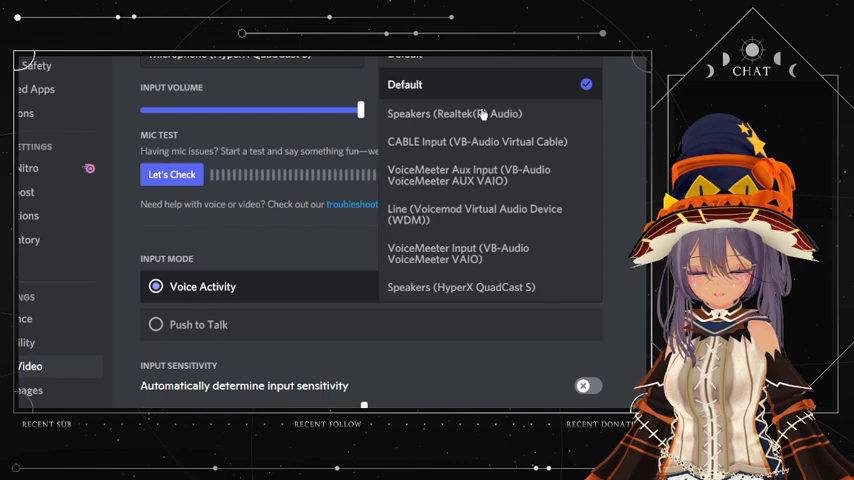 CHAT
Safety
ed Apps
ons
ETTINGS
Nitro
ost
ions
ntory
NGS
nce
ility
Video
nages
INPUT VOLUME
MIC TEST
Having mic issues? Start a test and say something fun—we
Let's Check
Need help with voice or video? Check out our troubleshoot
INPUT MODE
Voice Activity
Push to Talk
INPUT SENSITIVITY
Automatically determine input sensitivity
Default
Speakers (Realtek(R) Audio)
CABLE Input (VB-Audio Virtual Cable)
VoiceMeeter Aux Input (VB-Audio
VoiceMeeter AUX VAIO)
Line (Voicemod Virtual Audio Device
(WDM))
VoiceMeeter Input (VB-Audio
VoiceMeeter VAIO)
Speakers (HyperX QuadCast S)
RECENT SUB
RECENT FOLLOW
RECENT DONATI